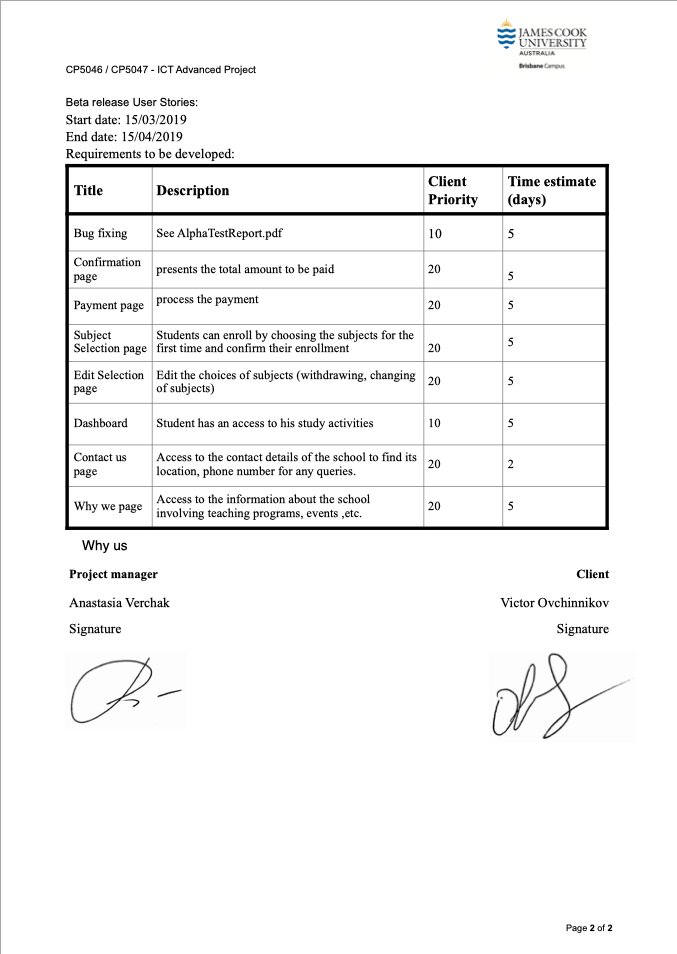 JAMES COOK
UNIVERSITY
AUSTRALIA
Brisbane Campus
CP5046 / CP5047 - ICT Advanced Project
Beta release User Stories:
Start date: 15/03/2019
End date: 15/04/2019
Requirements to be developed:
Title Description Client Priority Time estimate (days)
Bug fixing See AlphaTestReport.pdf 10 5
Confirmation page presents the total amount to be paid 20 5
Payment page process the payment 20 5
Subject Selection page Students can enroll by choosing the subjects for the first time and confirm their enrollment 20 5
Edit Selection page Edit the choices of subjects (withdrawing, changing of subjects) 20 5
Dashboard Student has an access to his study activities 10 5
Contact us page Access to the contact details of the school to find its location, phone number for any queries. 20 2
Why we page Access to the information about the school involving teaching programs, events ,etc. 20 5
Why us
Project manager Client
Anastasia Verchak Victor Ovchinnikov
Signature Signature
Page 2 of 2